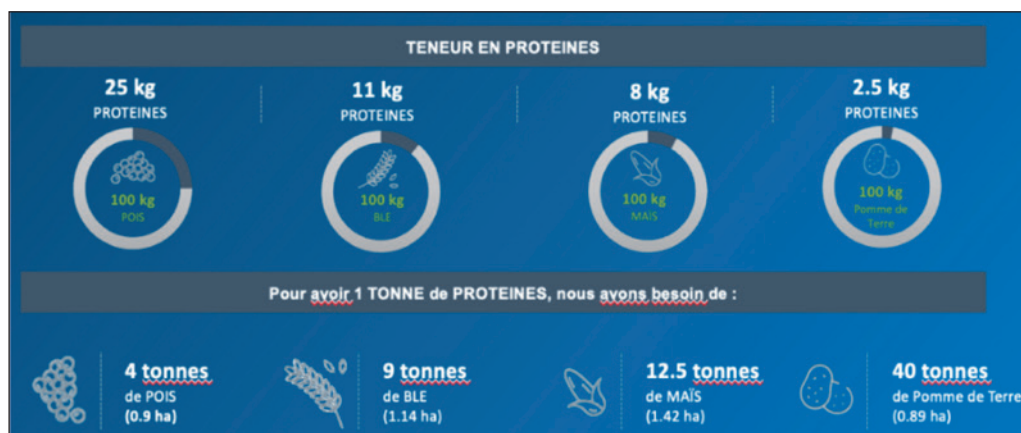 TENEUR EN PROTEINES
25 kg
PROTEINES
100 kg
POIS
11 kg
PROTEINES
100 kg
BLE
8 kg
PROTEINES
100 kg
MAÏS
2.5 kg
PROTEINES
100 kg
Pomme de
Terre
Pour avoir 1 TONNE de PROTEINES, nous avons besoin de :
4 tonnes
de POIS
(0.9 ha)
9 tonnes
de BLE
(1.14 ha)
12.5 tonnes
de MAÏS
(1.42 ha)
40 tonnes
de Pomme de Terre
(0.89 ha)